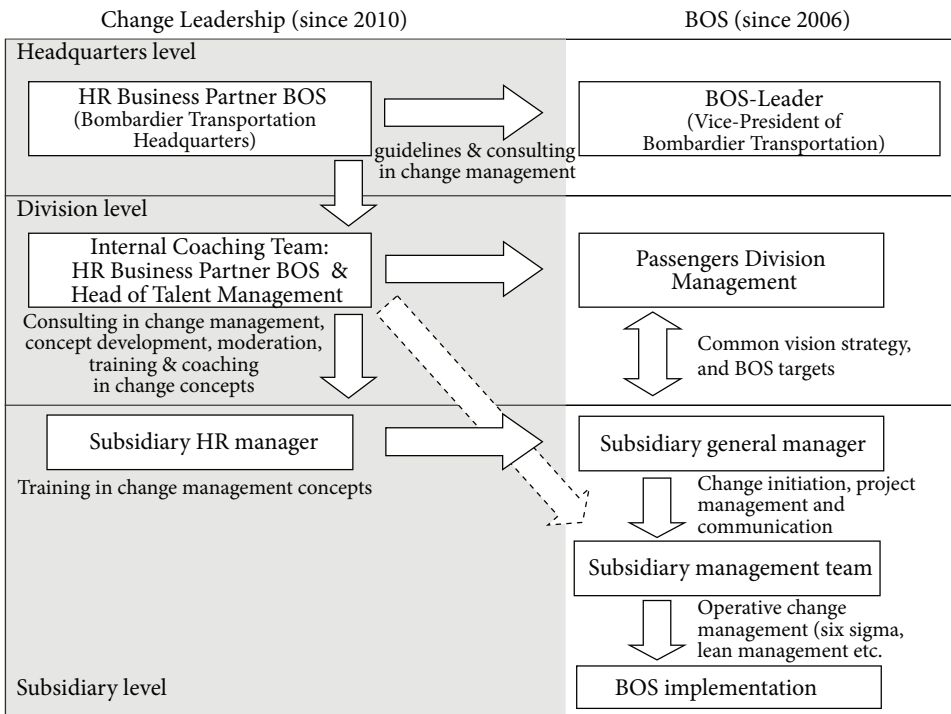 Change Leadership (since 2010)
BOS (since 2006)
Headquarters level
HR Business Partner BOS
(Bombardier Transportation
Headquarters)
BOS-Leader
(Vice-President of
Bombardier Transportation)
guidelines & consulting
in change management
Division level
Internal Coaching Team:
HR Business Partner BOS &
Head of Talent Management
Passengers Division
Management
Consulting in change management,
concept development, moderation,
training & coaching
in change concepts
Common vision strategy,
and BOS targets
Subsidiary HR manager
Subsidiary general manager
Training in change management concepts
Change initiation, project
management and
communication
Subsidiary management team
Operative change
management (six sigma,
lean management etc.
Subsidiary level
BOS implementation